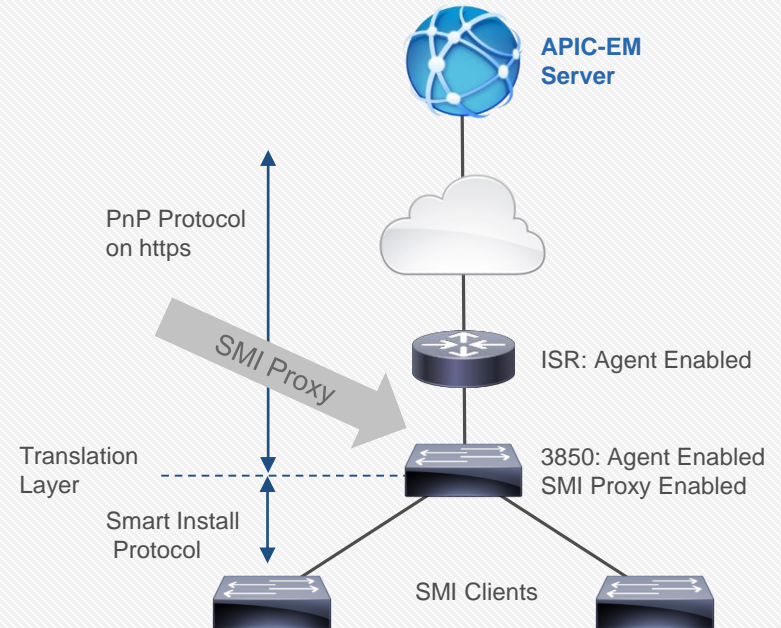 APIC-EM
Server
PnP Protocol
on https
SMI Proxy
ISR: Agent Enabled
Translation
Layer
3850: Agent Enabled
SMI Proxy Enabled
Smart Install
Protocol
SMI Clients